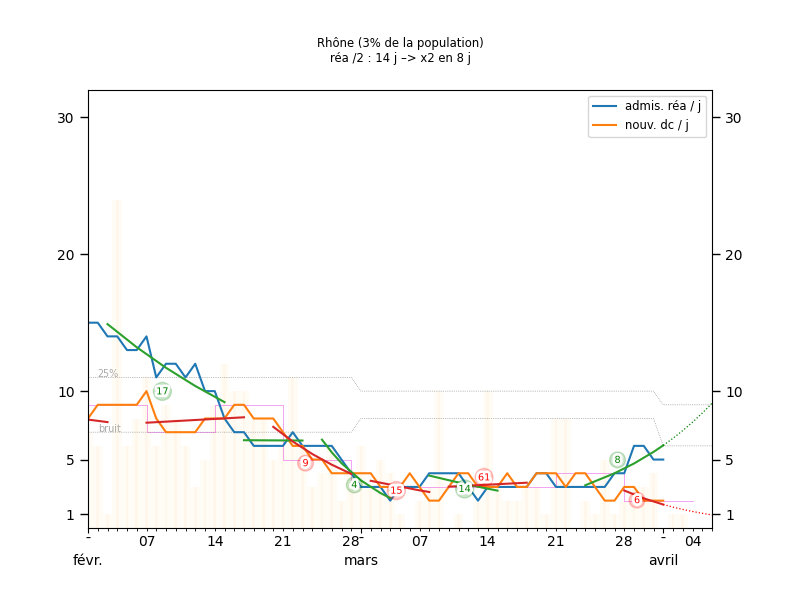 Rhône (3% de la population)
réa /2 : 14 j –> x2 en 8 j
admis. réa / j
nouv. dc / j
30
30
20
20
25%
17
10
10
bruit
9
8
5
5
4
15
14
61
6
1
1
- 07 14 21 28 - 07 14 21 28 - 04
févr. mars avril